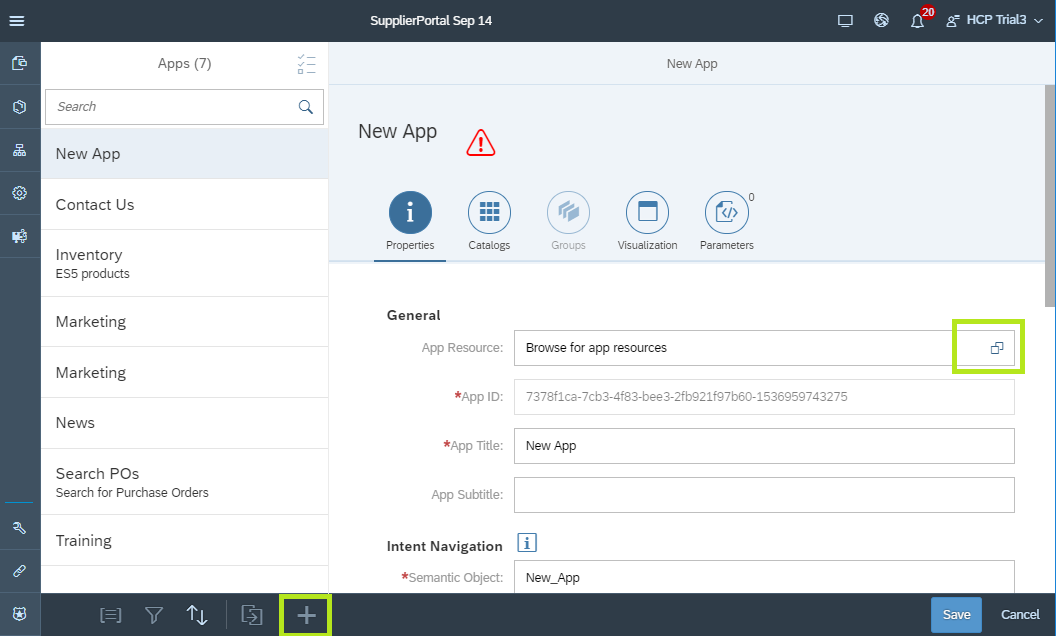 SupplierPortal Sep 14
20
HCP Trial3
Apps (7)
New App
Search
New App
Contact Us
Inventory
ES5 products
Marketing
Marketing
News
Search POs
Search for Purchase Orders
Training
New App
Properties
Catalogs
Groups
Visualization
0
Parameters
General
App Resource: Browse for app resources
*App ID: 7378f1ca-7cb3-4f83-bee3-2fb921f97b60-1536959743275
*App Title: New App
App Subtitle:
Intent Navigation
*Semantic Object: New_App
Save
Cancel